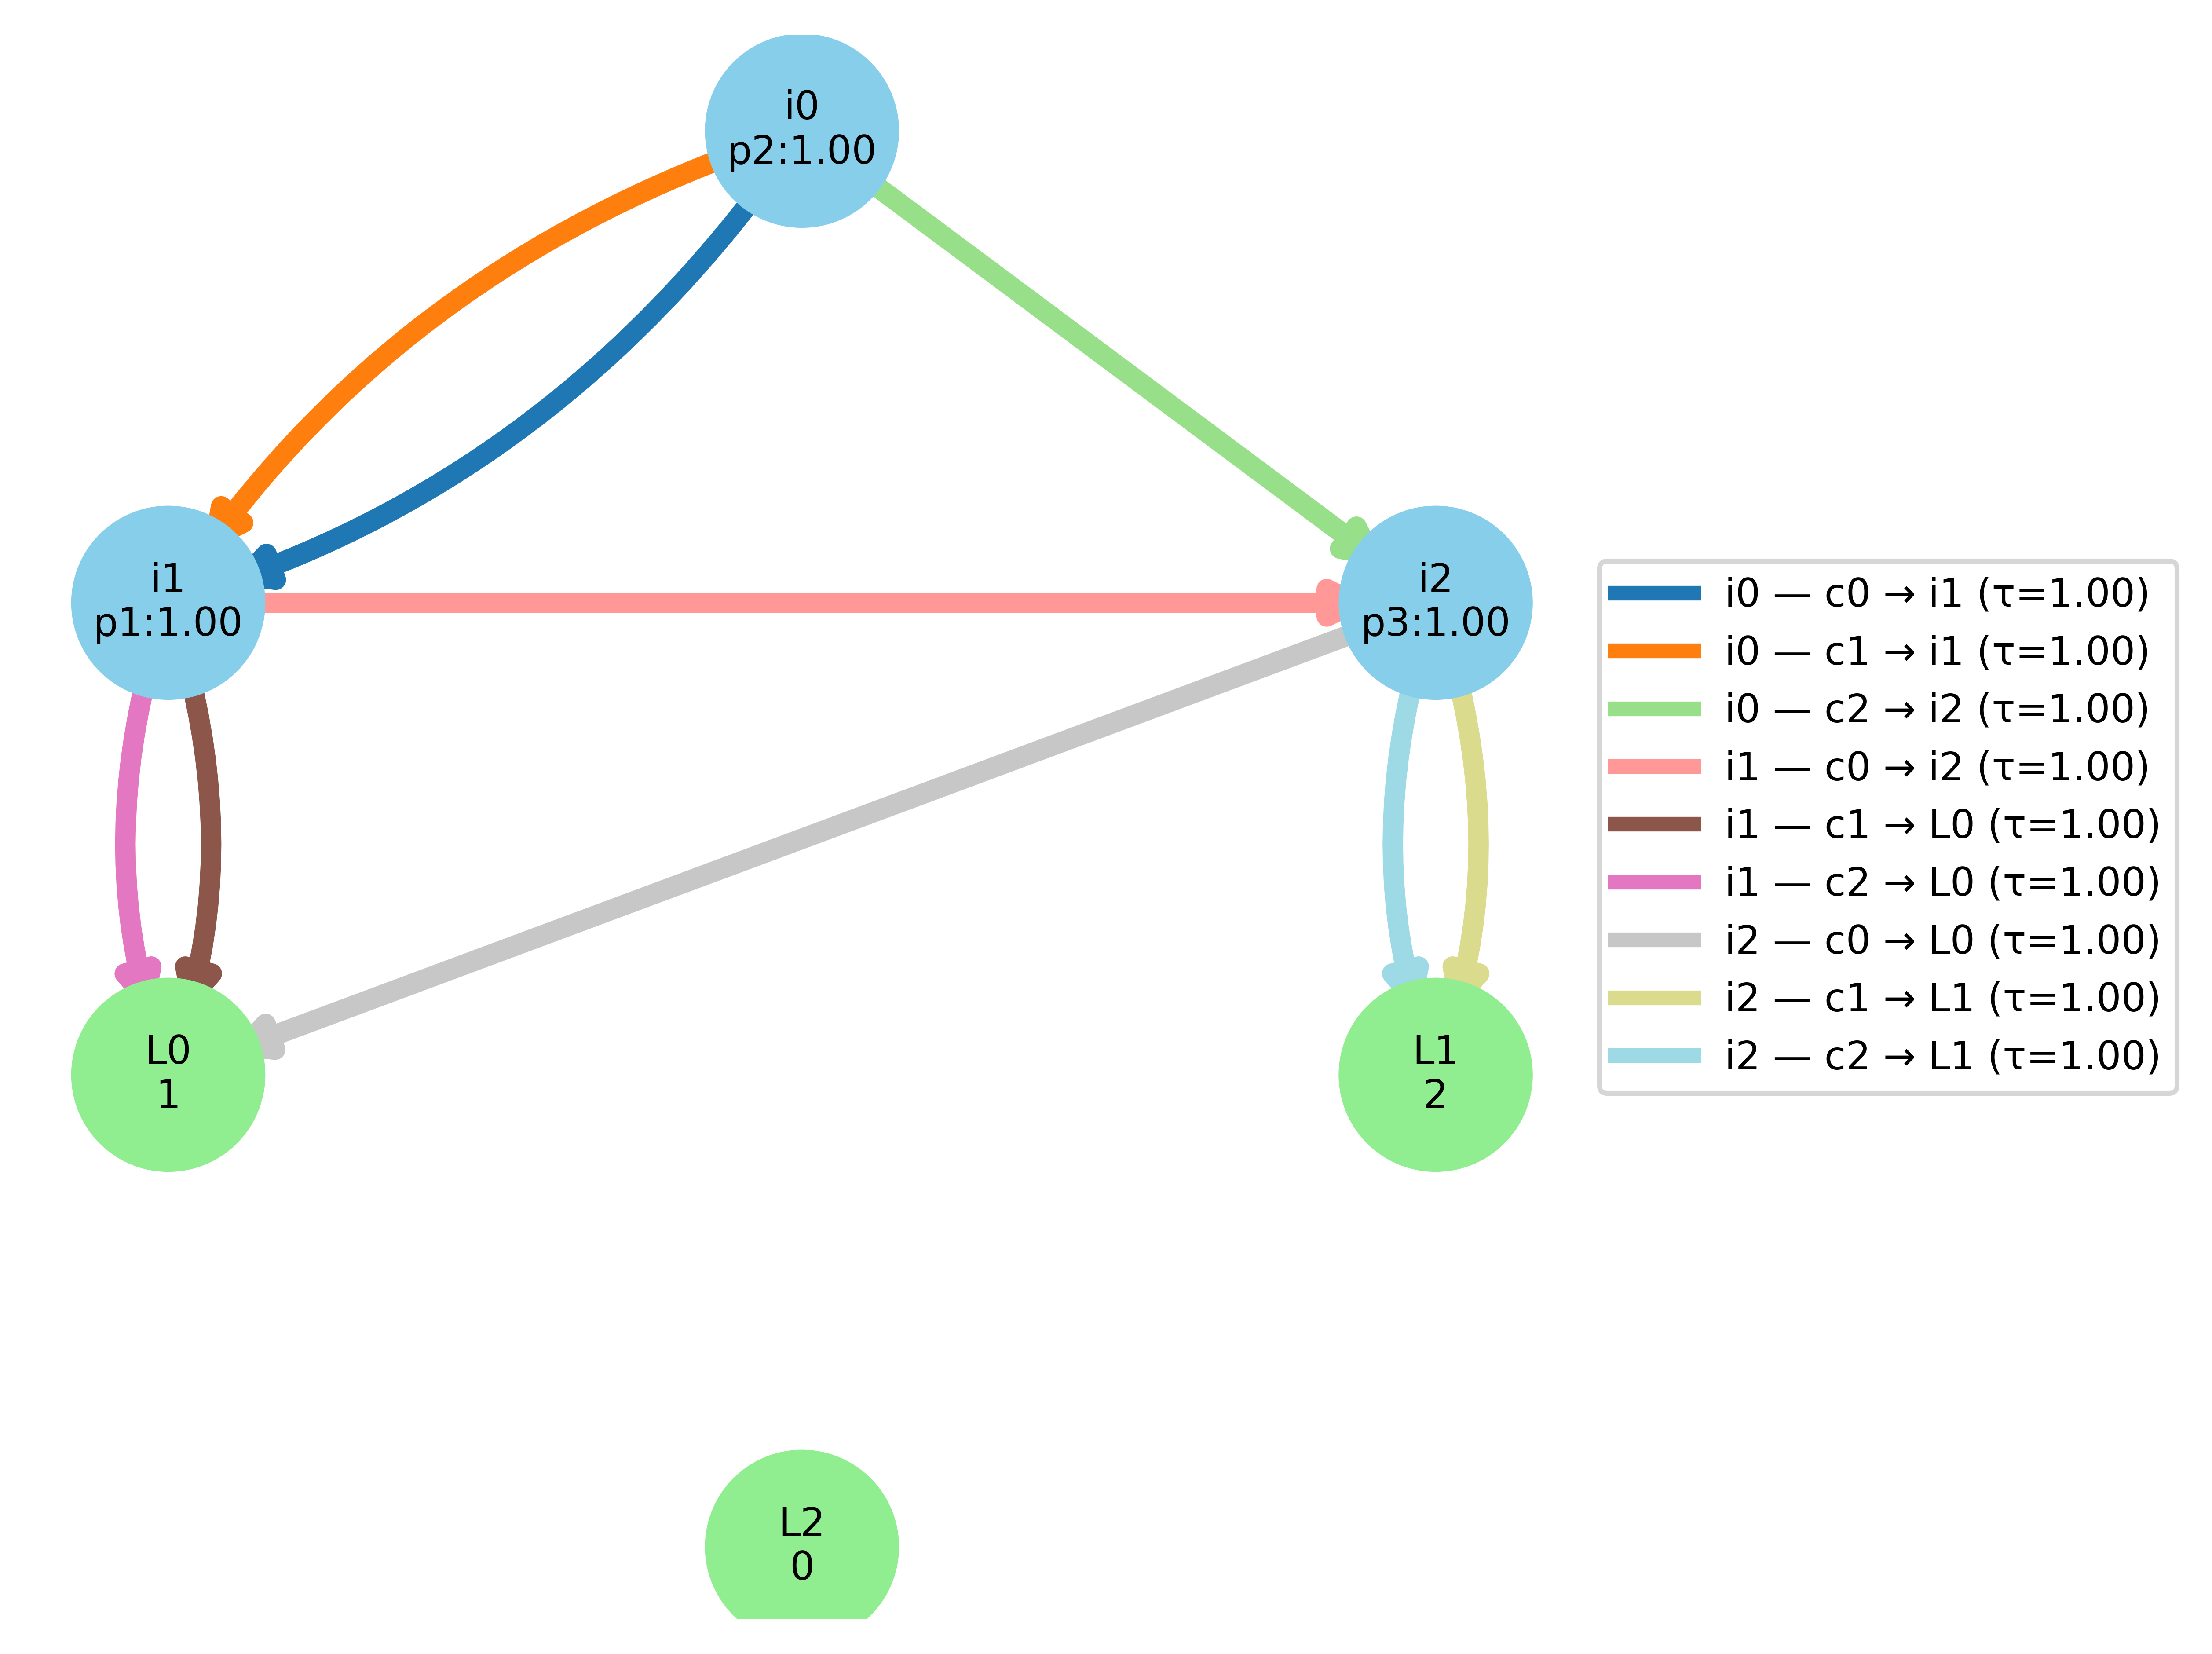 i0
p2:1.00
i1
p1:1.00
i2
p3:1.00
i0 — c0 → i1 (τ=1.00)
i0 — c1 → i1 (τ=1.00)
i0 — c2 → i2 (τ=1.00)
i1 — c0 → i2 (τ=1.00)
i1 — c1 → L0 (τ=1.00)
i1 — c2 → L0 (τ=1.00)
i2 — c0 → L0 (τ=1.00)
i2 — c1 → L1 (τ=1.00)
i2 — c2 → L1 (τ=1.00)
L0
1
L1
2
L2
0